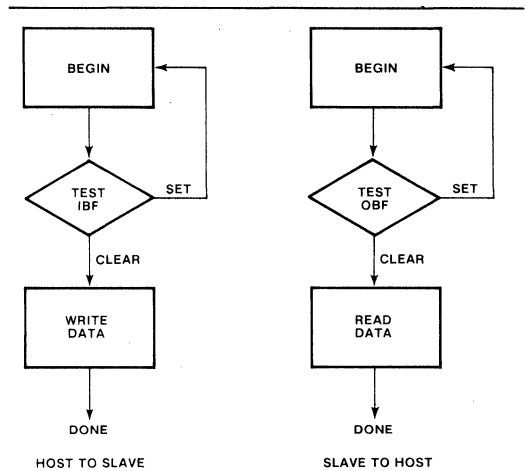 BEGIN
TEST
IBF
SET
CLEAR
WRITE
DATA
DONE
HOST TO SLAVE
BEGIN
TEST
OBF
SET
CLEAR
READ
DATA
DONE
SLAVE TO HOST